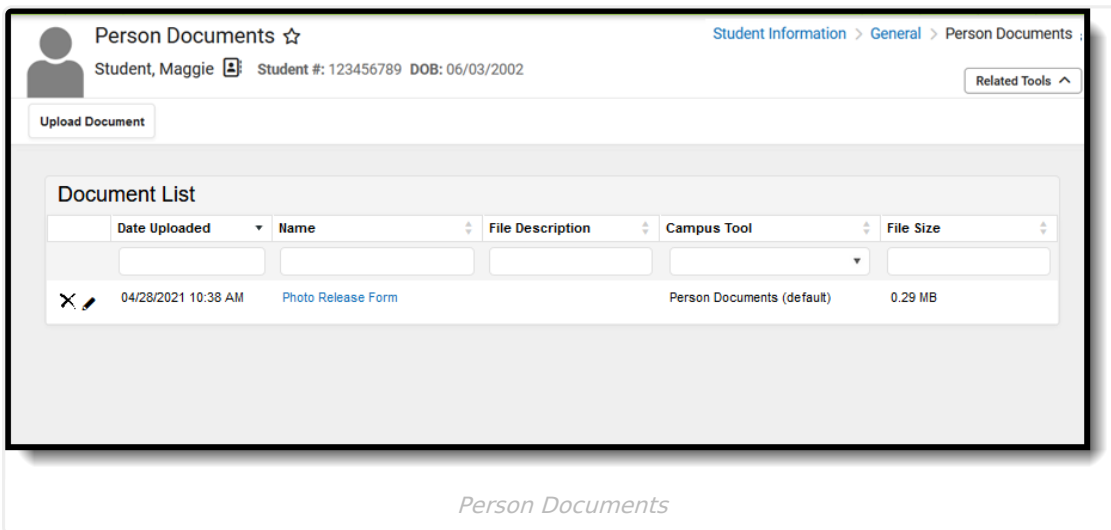 Person Documents
Student Information > General > Person Documents
Student, Maggie Student #: 123456789 DOB: 06/03/2002
Related Tools
Upload Document
Document List
Date Uploaded Name File Description Campus Tool File Size
04/28/2021 10:38 AM Photo Release Form Person Documents (default) 0.29 MB
Person Documents